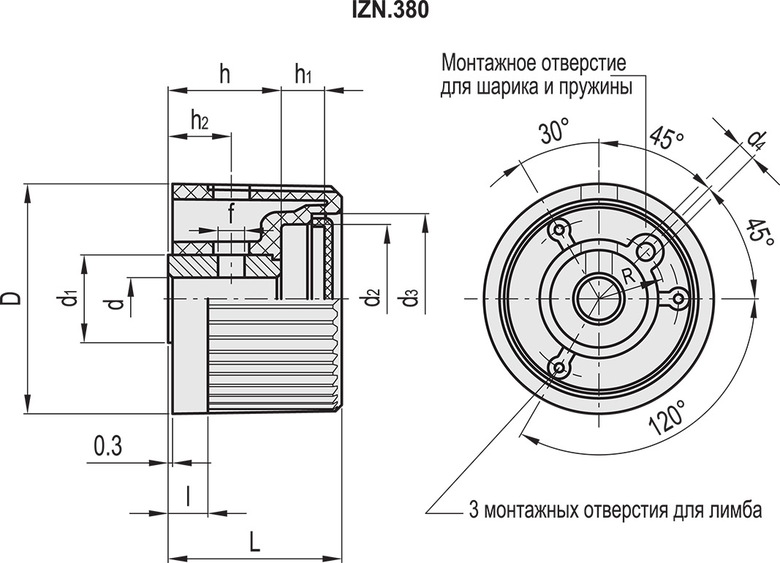 IZN.380
Монтажное отверстие
для шарика и пружины
h
h1
h2
30°
45°
d4
f
45°
D
d1
d
d2
d3
R
120°
0.3
l
L
3 монтажных отверстия для лимба